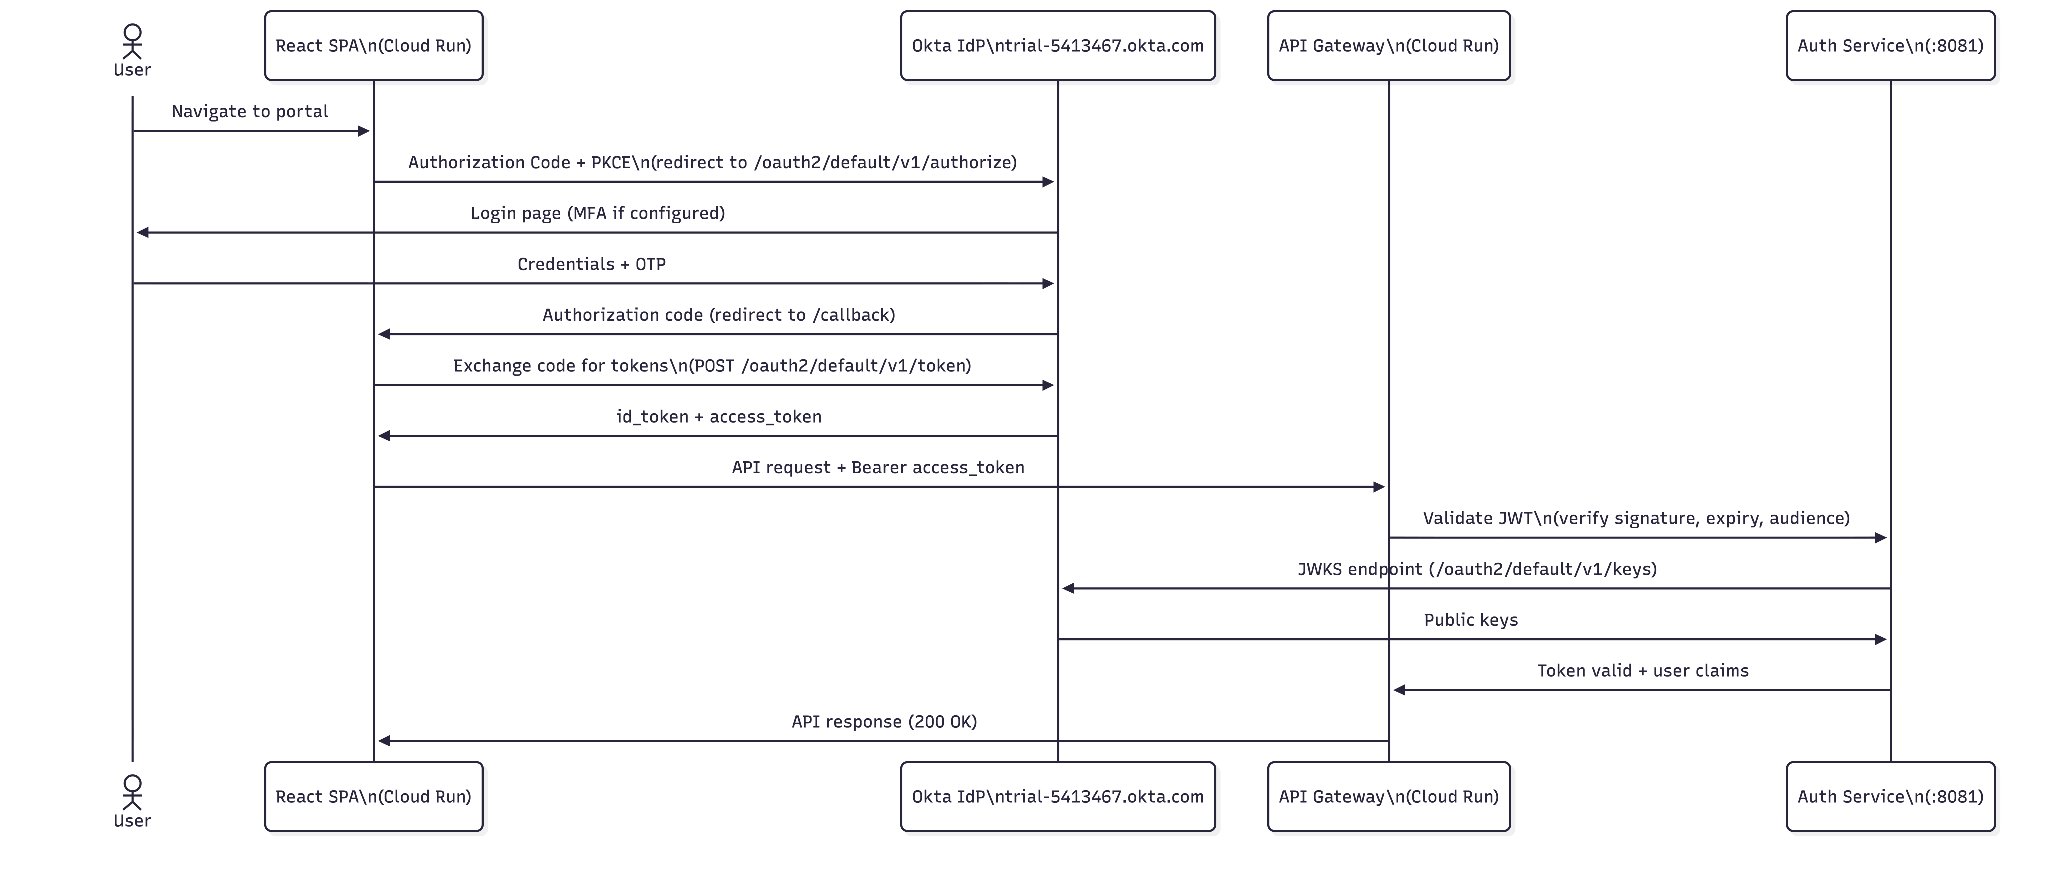 User
React SPA\n(Cloud Run)
Okta IdP\ntrial-5413467.okta.com
API Gateway\n(Cloud Run)
Auth Service\n(:8081)
Navigate to portal
Authorization Code + PKCE\n(redirect to /oauth2/default/v1/authorize)
Login page (MFA if configured)
Credentials + OTP
Authorization code (redirect to /callback)
Exchange code for tokens\n(POST /oauth2/default/v1/token)
id_token + access_token
API request + Bearer access_token
Validate JWT\n(verify signature, expiry, audience)
JWKS endpoint (/oauth2/default/v1/keys)
Public keys
Token valid + user claims
API response (200 OK)
User
React SPA\n(Cloud Run)
Okta IdP\ntrial-5413467.okta.com
API Gateway\n(Cloud Run)
Auth Service\n(:8081)